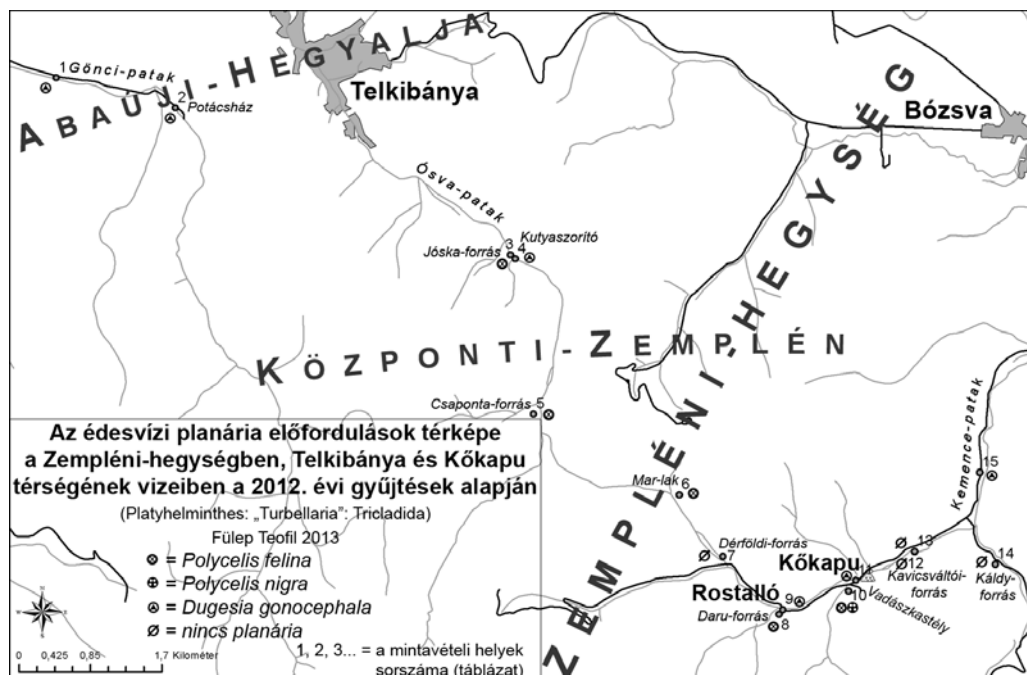 ABAÚJI-HEGYALJA
1
Gönci-patak
2
Potácsház
Telkibánya
Bózsva
Ósva-patak
Jóska-forrás
3
4
Kutyaszorító
KÖZPONTI-ZEMPLÉN
ZEMPLÉNI-HEGYSÉG
Csaponta-forrás
5
Mar-lak
6
Kemence-patak
15
Dérföldi-forrás
7
Kőkapu
13
12
Kavicsváltói-
forrás
14
Káldy-
forrás
Rostalló
9
11
10
Vadászkastély
Daru-forrás
8
Az édesvízi planária előfordulások térképe
a Zempléni-hegységben, Telkibánya és Kőkapu
térségének vizeiben a 2012. évi gyűjtések alapján
(Platyhelminthes: „Turbellaria”: Tricladida)
Fülep Teofil 2013
= Polycelis felina
= Polycelis nigra
= Dugesia gonocephala
= nincs planária
0 0,425 0,85 1,7 Kilométer
1, 2, 3... = a mintavételi helyek
sorszáma (táblázat)